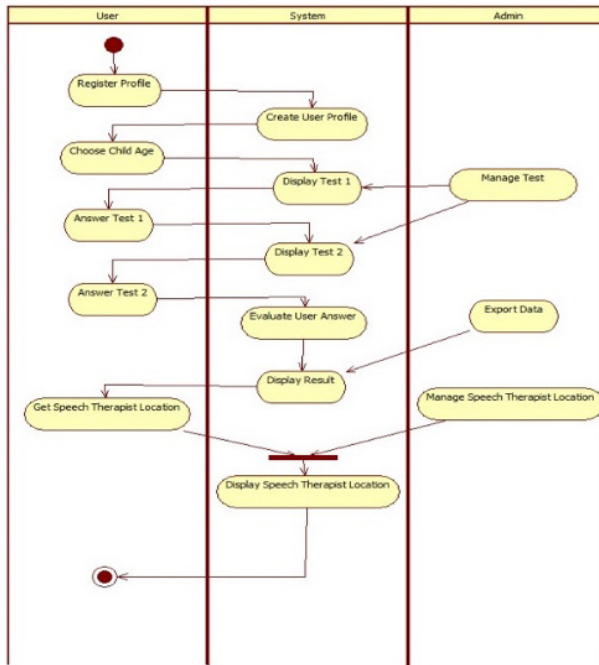 User
System
Admin
Register Profile
Create User Profile
Choose Child Age
Display Test 1
Manage Test
Answer Test 1
Display Test 2
Answer Test 2
Evaluate User Answer
Export Data
Display Result
Get Speech Therapist Location
Manage Speech Therapist Location
Display Speech Therapist Location